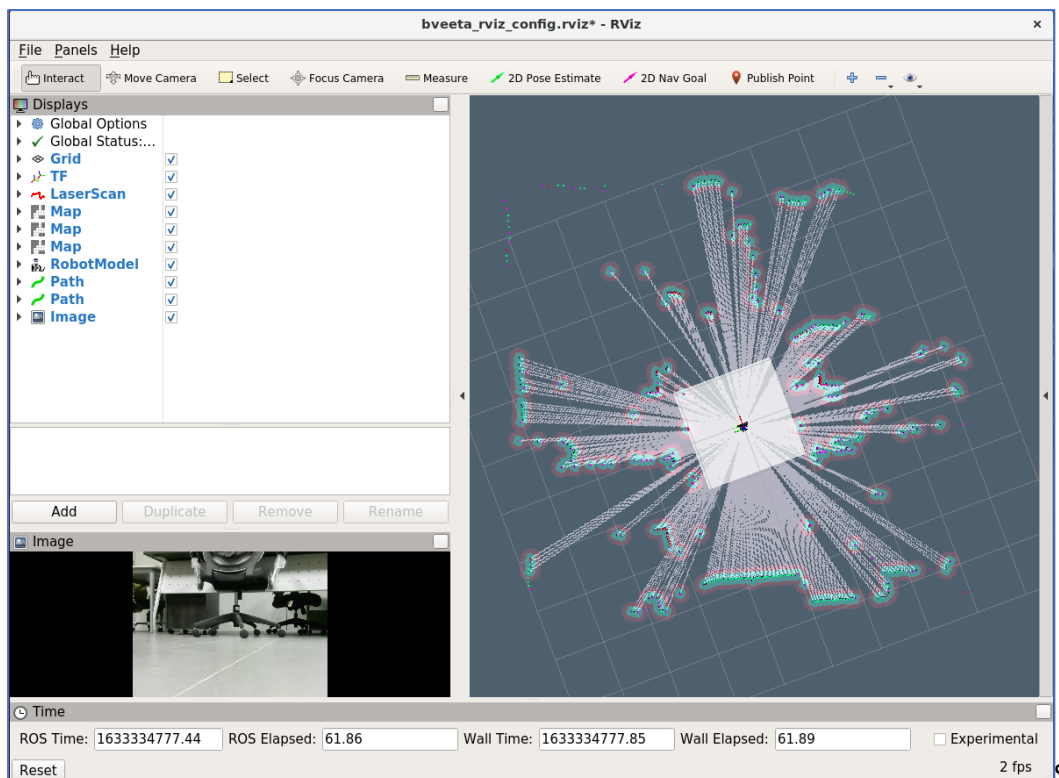 bveeta_rviz_config.rviz* - RViz ×
File Panels Help
Interact Move Camera Select Focus Camera Measure 2D Pose Estimate 2D Nav Goal Publish Point
Displays
Global Options
Global Status:...
Grid
TF
LaserScan
Map
Map
Map
RobotModel
Path
Path
Image
Add Duplicate Remove Rename
Image
Time
ROS Time: 1633334777.44 ROS Elapsed: 61.86 Wall Time: 1633334777.85 Wall Elapsed: 61.89 Experimental
Reset 2 fps